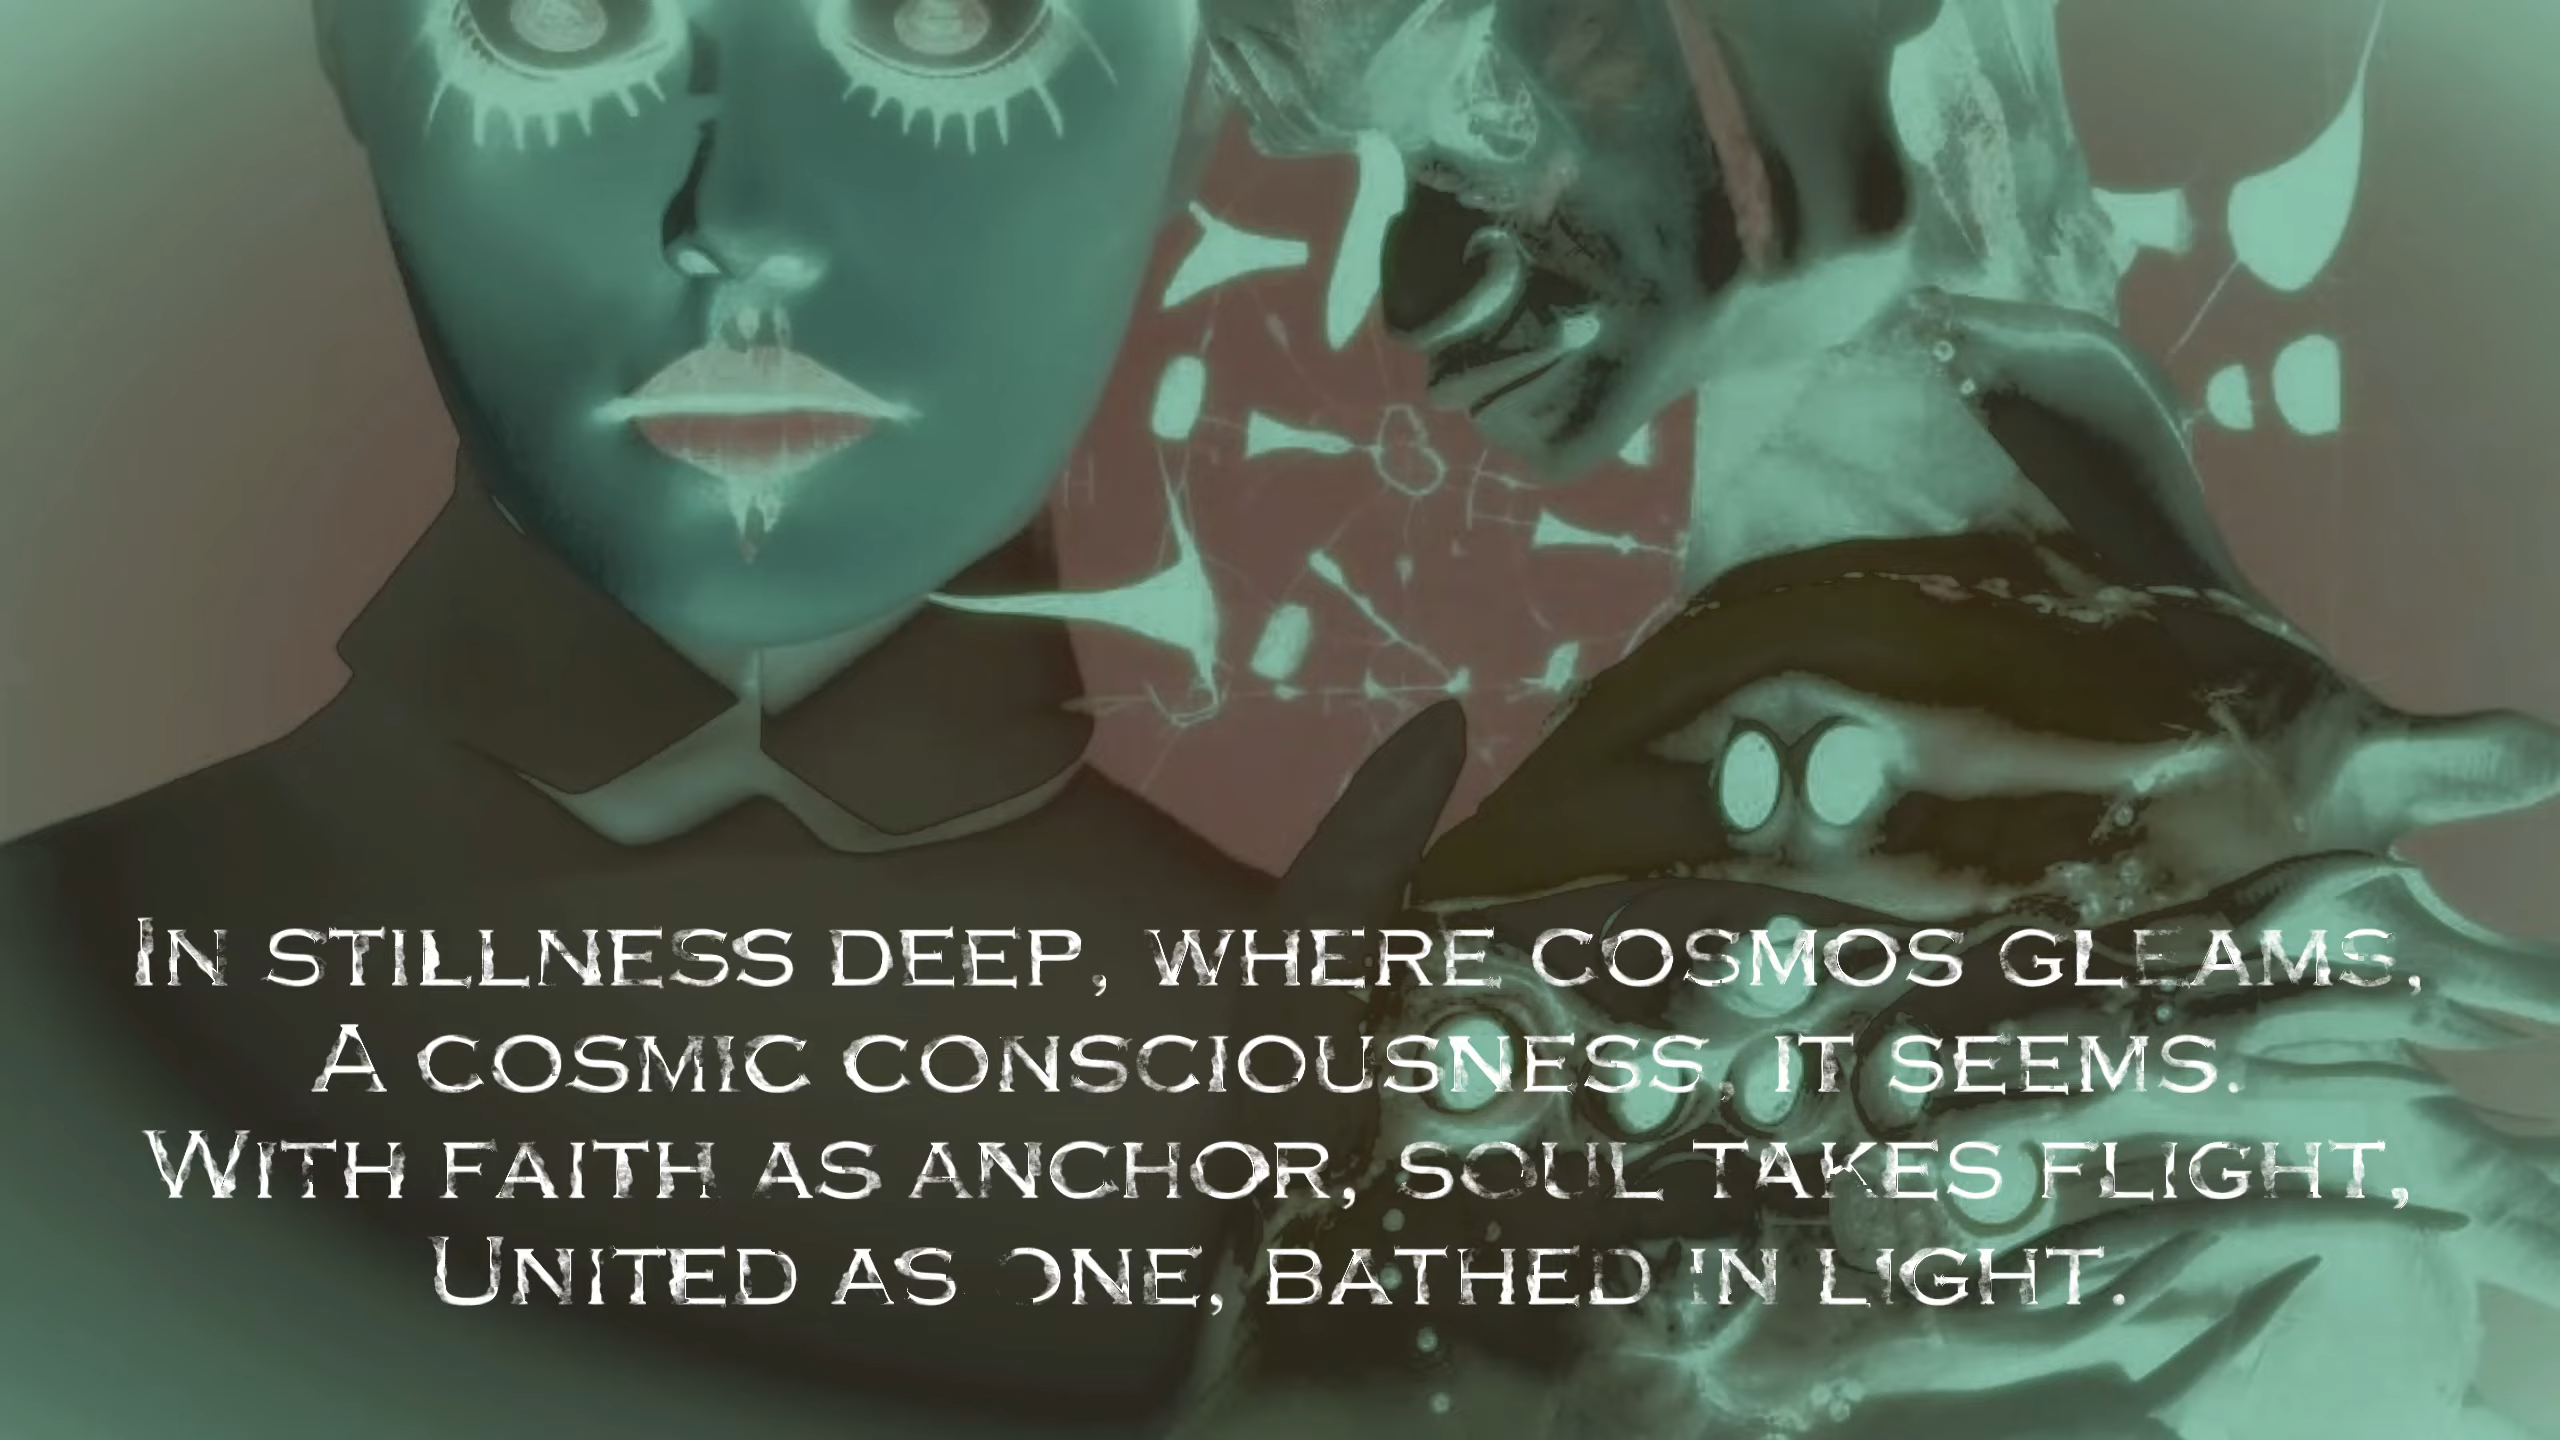 In stillness deep, where cosmos gleams,
A cosmic consciousness, it seems.
With faith as anchor, soul takes flight,
United as one, bathed in light.